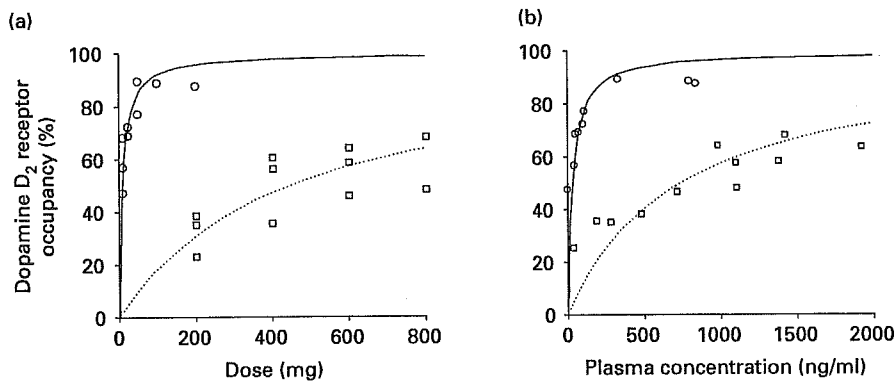 (a)
Dopamine D2 receptor
occupancy (%)
100
80
60
40
20
0
0 200 400 600 800
Dose (mg)
(b)
100
80
60
40
20
0
0 500 1000 1500 2000
Plasma concentration (ng/ml)